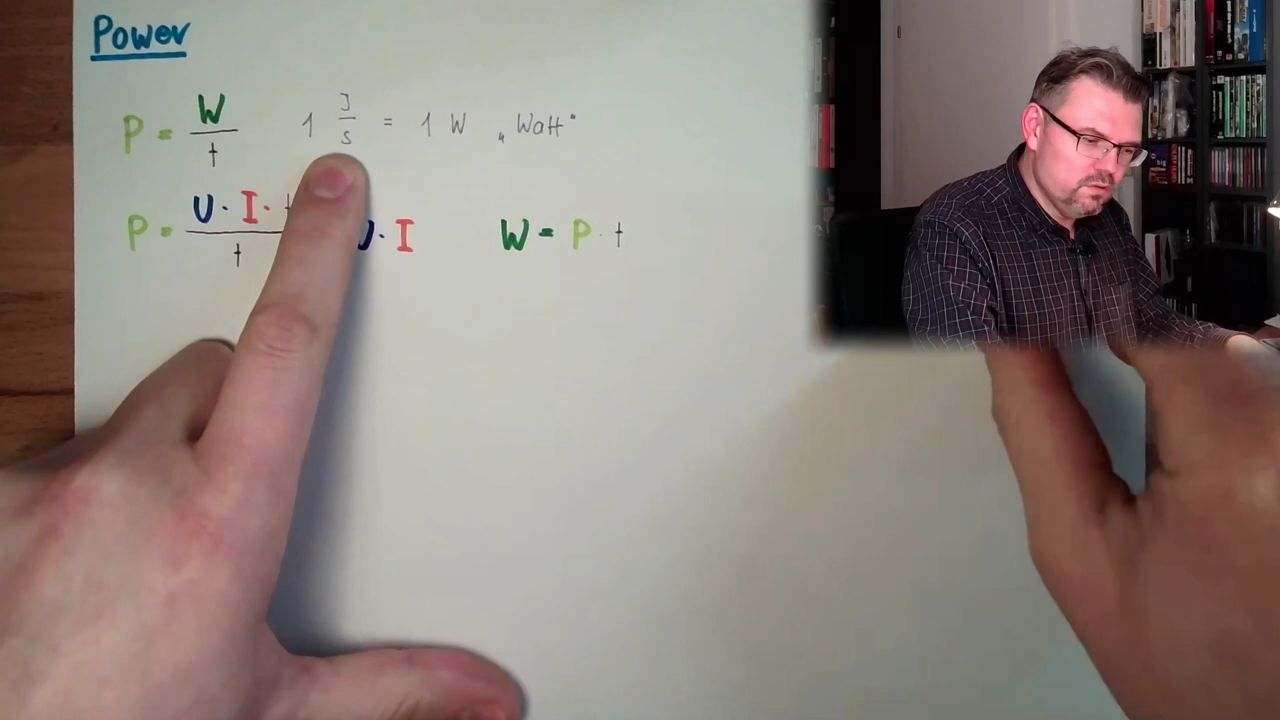 Power
P = W/t 1 J/s = 1 W „Watt"
P = U · I · t/t U · I W = P · t